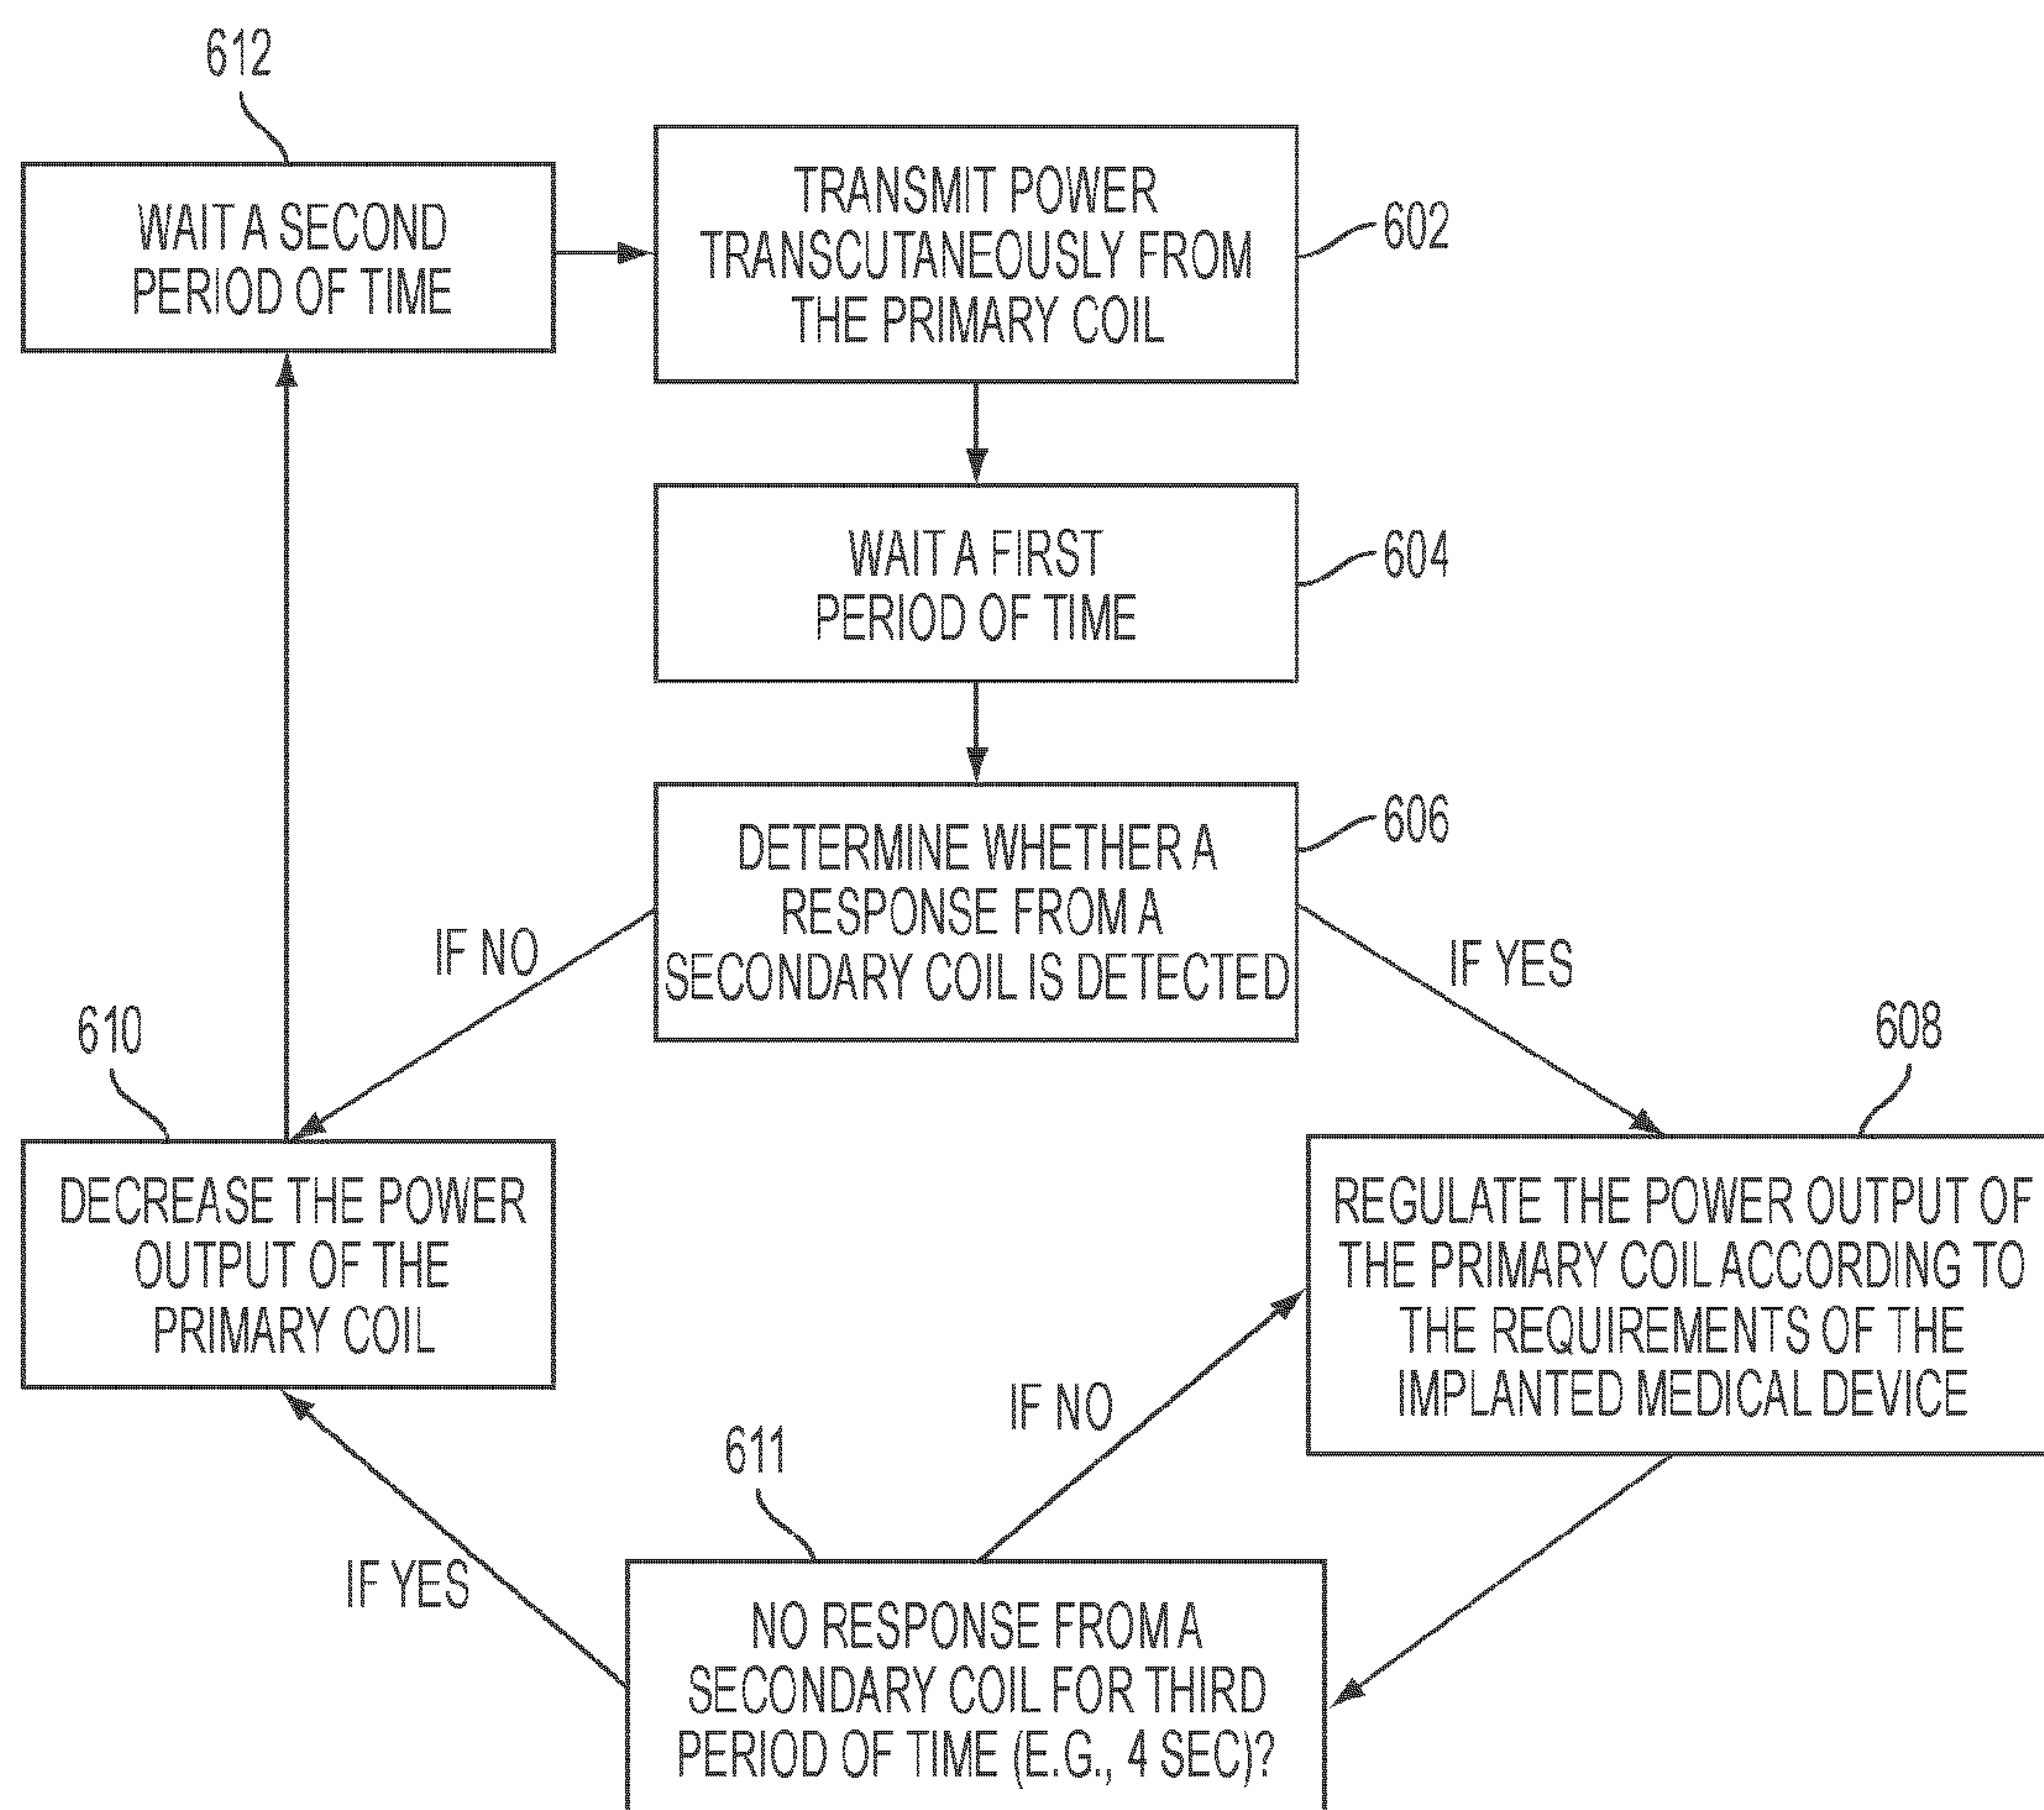 612
WAIT A SECOND
PERIOD OF TIME
TRANSMIT POWER
TRANSCUTANEOUSLY FROM
THE PRIMARY COIL
602
WAIT A FIRST
PERIOD OF TIME
604
DETERMINE WHETHER A
RESPONSE FROM A
SECONDARY COIL IS DETECTED
606
IF NO
IF YES
610
DECREASE THE POWER
OUTPUT OF THE
PRIMARY COIL
608
REGULATE THE POWER OUTPUT OF
THE PRIMARY COIL ACCORDING TO
THE REQUIREMENTS OF THE
IMPLANTED MEDICAL DEVICE
IF NO
611
IF YES
NO RESPONSE FROM A
SECONDARY COIL FOR THIRD
PERIOD OF TIME (E.G., 4 SEC)?